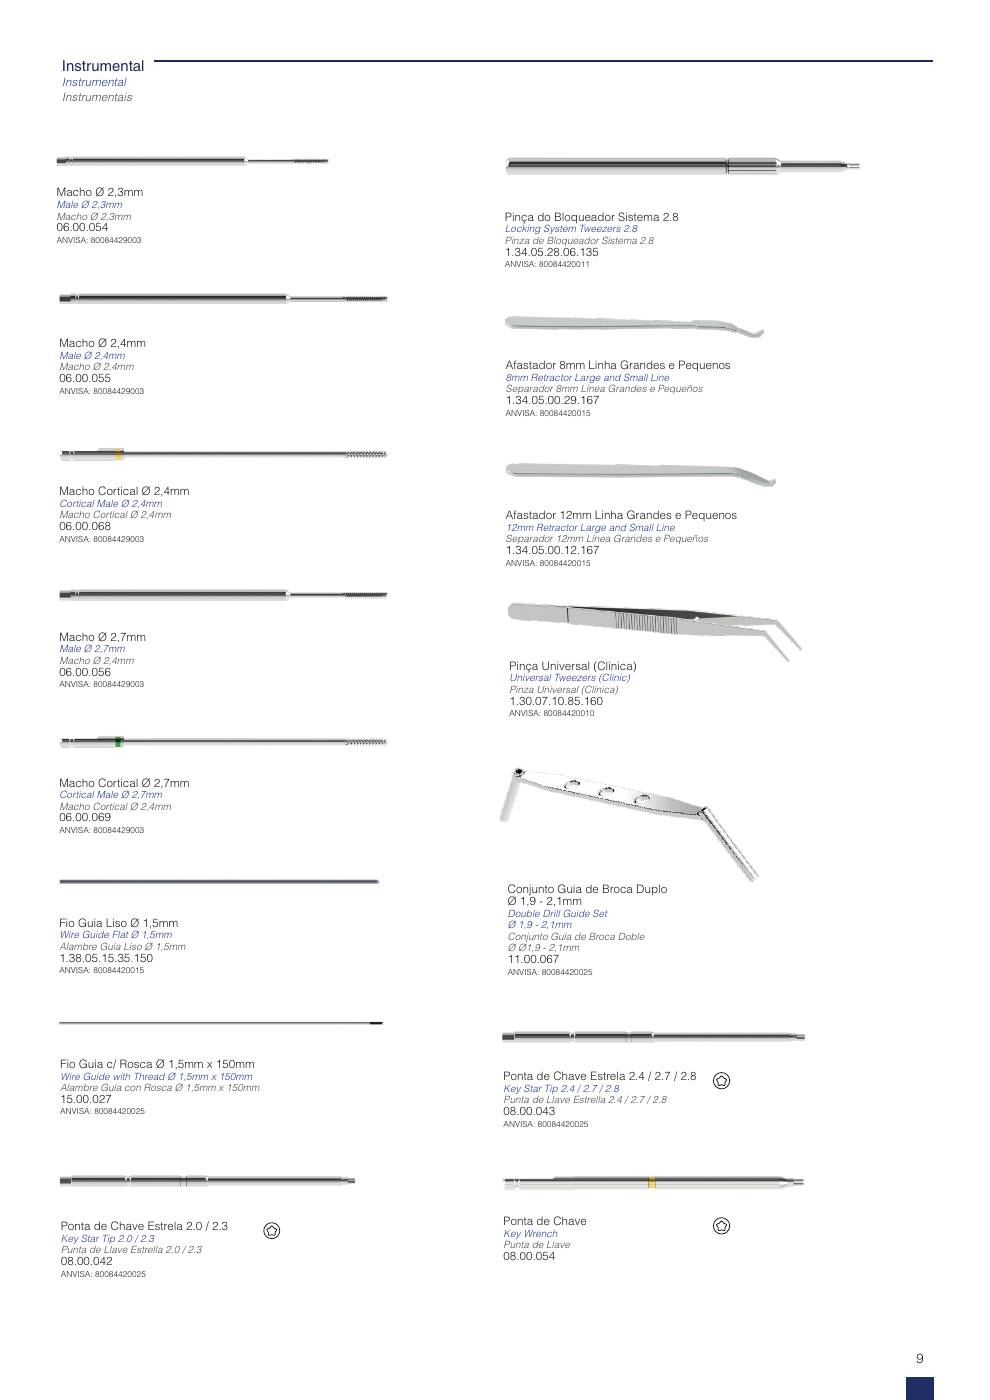 Instrumental
Instrumental
Instrumentais
Macho Ø 2,3mm
Male Ø 2,3mm
Macho Ø 2,3mm
06.00.054
ANVISA: 80084429003
Macho Ø 2,4mm
Male Ø 2,4mm
Macho Ø 2,4mm
06.00.055
ANVISA: 80084429003
Macho Cortical Ø 2,4mm
Cortical Male Ø 2,4mm
Macho Cortical Ø 2,4mm
06.00.068
ANVISA: 80084429003
Macho Ø 2,7mm
Male Ø 2,7mm
Macho Ø 2,4mm
06.00.056
ANVISA: 80084429003
Macho Cortical Ø 2,7mm
Cortical Male Ø 2,7mm
Macho Cortical Ø 2,4mm
06.00.069
ANVISA: 80084429003
Fio Guia Liso Ø 1,5mm
Wire Guide Flat Ø 1,5mm
Alambre Guía Liso Ø 1,5mm
1.38.05.15.35.150
ANVISA: 80084420015
Fio Guia c/ Rosca Ø 1,5mm x 150mm
Wire Guide with Thread Ø 1,5mm x 150mm
Alambre Guía con Rosca Ø 1,5mm x 150mm
15.00.027
ANVISA: 80084420025
Ponta de Chave Estrela 2.0 / 2.3
Key Star Tip 2.0 / 2.3
Punta de Llave Estrella 2.0 / 2.3
08.00.042
ANVISA: 80084420025
Pinça do Bloqueador Sistema 2.8
Locking System Tweezers 2.8
Pinza de Bloqueador Sistema 2.8
1.34.05.28.06.135
ANVISA: 80084420011
Afastador 8mm Linha Grandes e Pequenos
8mm Retractor Large and Small Line
Separador 8mm Línea Grandes e Pequeños
1.34.05.00.29.167
ANVISA: 80084420015
Afastador 12mm Linha Grandes e Pequenos
12mm Retractor Large and Small Line
Separador 12mm Línea Grandes e Pequeños
1.34.05.00.12.167
ANVISA: 80084420015
Pinça Universal (Clínica)
Universal Tweezers (Clinic)
Pinza Universal (Clínica)
1.30.07.10.85.160
ANVISA: 80084420010
Conjunto Guia de Broca Duplo
Ø 1,9 - 2,1mm
Double Drill Guide Set
Ø 1,9 - 2,1mm
Conjunto Guía de Broca Doble
Ø Ø1,9 - 2,1mm
11.00.067
ANVISA: 80084420025
Ponta de Chave Estrela 2.4 / 2.7 / 2.8
Key Star Tip 2.4 / 2.7 / 2.8
Punta de Llave Estrella 2.4 / 2.7 / 2.8
08.00.043
ANVISA: 80084420025
Ponta de Chave
Key Wrench
Punta de Llave
08.00.054
9